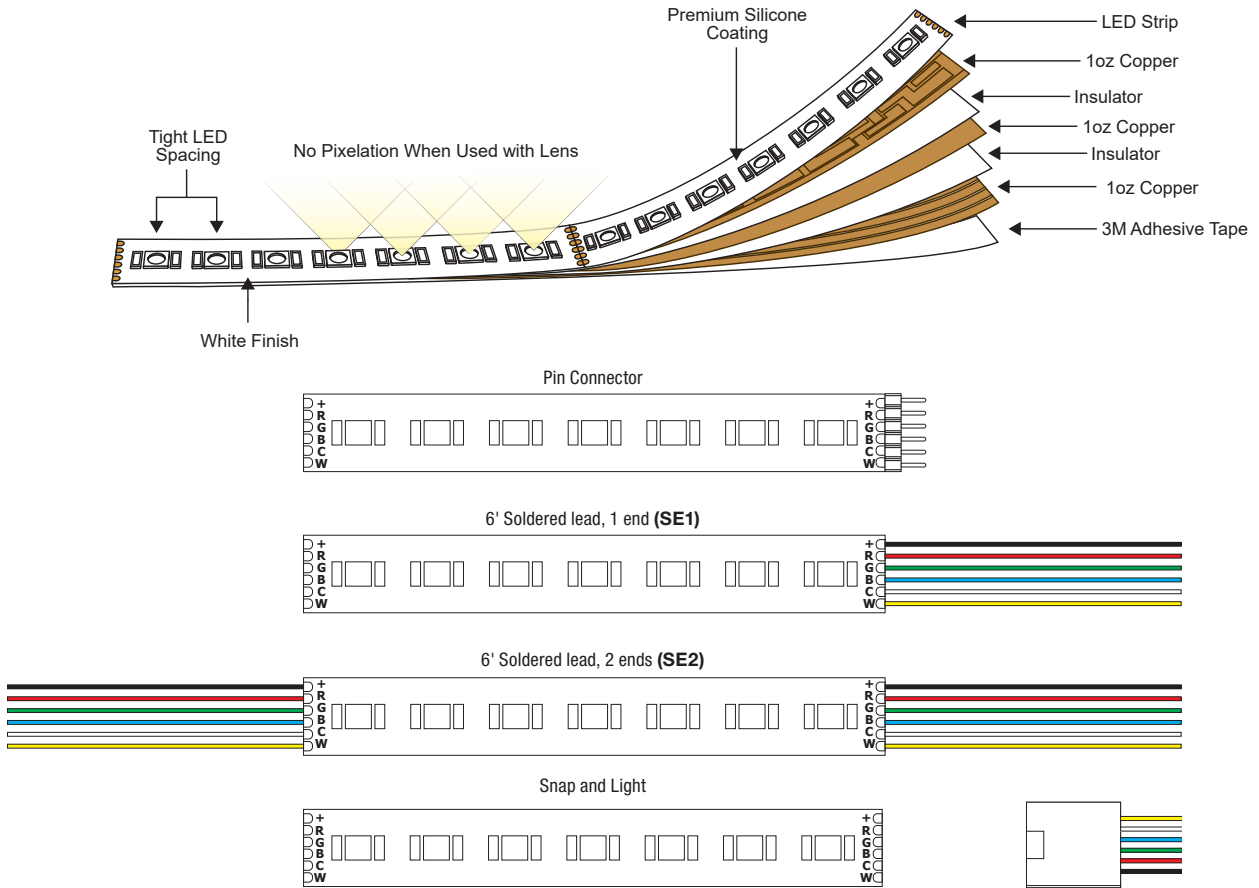 Premium Silicone
Coating
LED Strip
1oz Copper
Insulator
1oz Copper
Insulator
1oz Copper
3M Adhesive Tape
Tight LED
Spacing
No Pixelation When Used with Lens
White Finish
Pin Connector
+ +
R R
G G
B B
C C
W W
6' Soldered lead, 1 end (SE1)
+ +
R R
G G
B B
C C
W W
6' Soldered lead, 2 ends (SE2)
+ +
R R
G G
B B
C C
W W
Snap and Light
+ +
R R
G G
B B
C C
W W